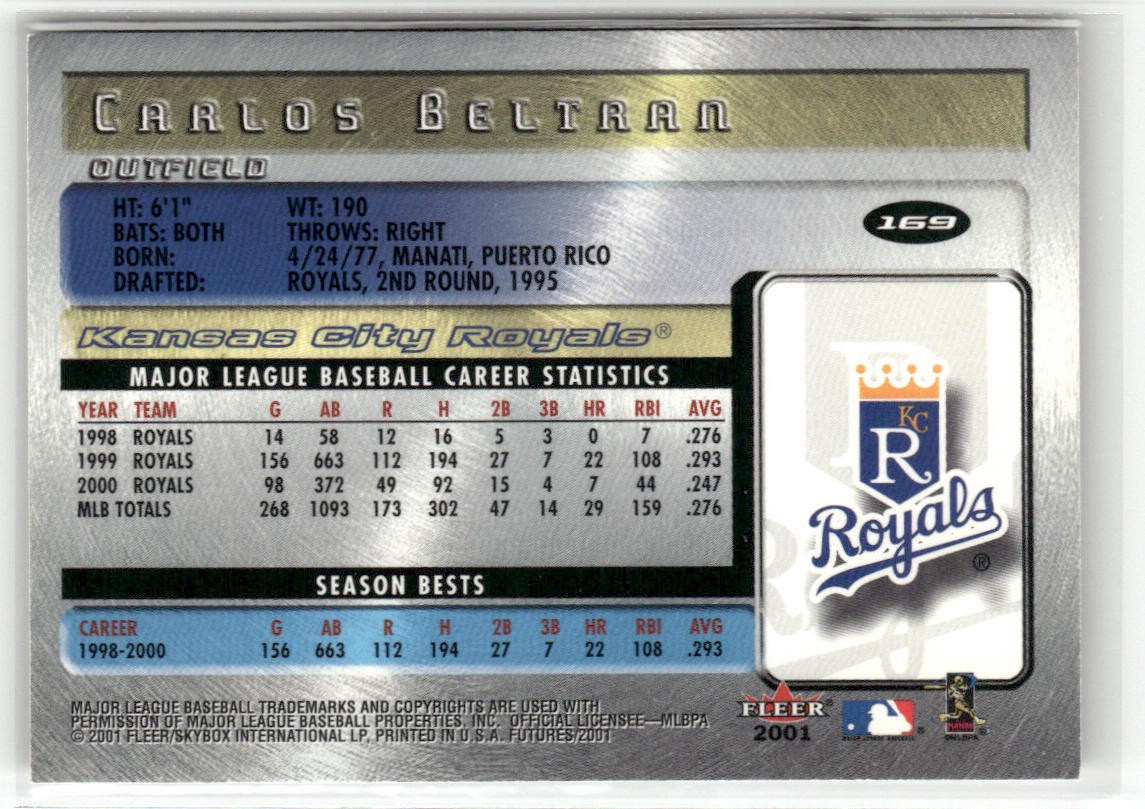 CARLOS BELTRAN
OUTFIELD
HT: 6'1" WT: 190
BATS: BOTH THROWS: RIGHT
BORN: 4/24/77, MANATI, PUERTO RICO
DRAFTED: ROYALS, 2ND ROUND, 1995
169
Kansas City Royals®
MAJOR LEAGUE BASEBALL CAREER STATISTICS
YEAR TEAM G AB R H 2B 3B HR RBI AVG
1998 ROYALS 14 58 12 16 5 3 0 7 .276
1999 ROYALS 156 663 112 194 27 7 22 108 .293
2000 ROYALS 98 372 49 92 15 4 7 44 .247
MLB TOTALS 268 1093 173 302 47 14 29 159 .276
KC
R
Royals
®
SEASON BESTS
CAREER G AB R H 2B 3B HR RBI AVG
1998-2000 156 663 112 194 27 7 22 108 .293
MAJOR LEAGUE BASEBALL TRADEMARKS AND COPYRIGHTS ARE USED WITH
PERMISSION OF MAJOR LEAGUE BASEBALL PROPERTIES, INC. OFFICIAL LICENSEE—MLBPA
© 2001 FLEER/SKYBOX INTERNATIONAL LP, PRINTED IN U.S.A. FUTURES/2001
FLEER®
2001